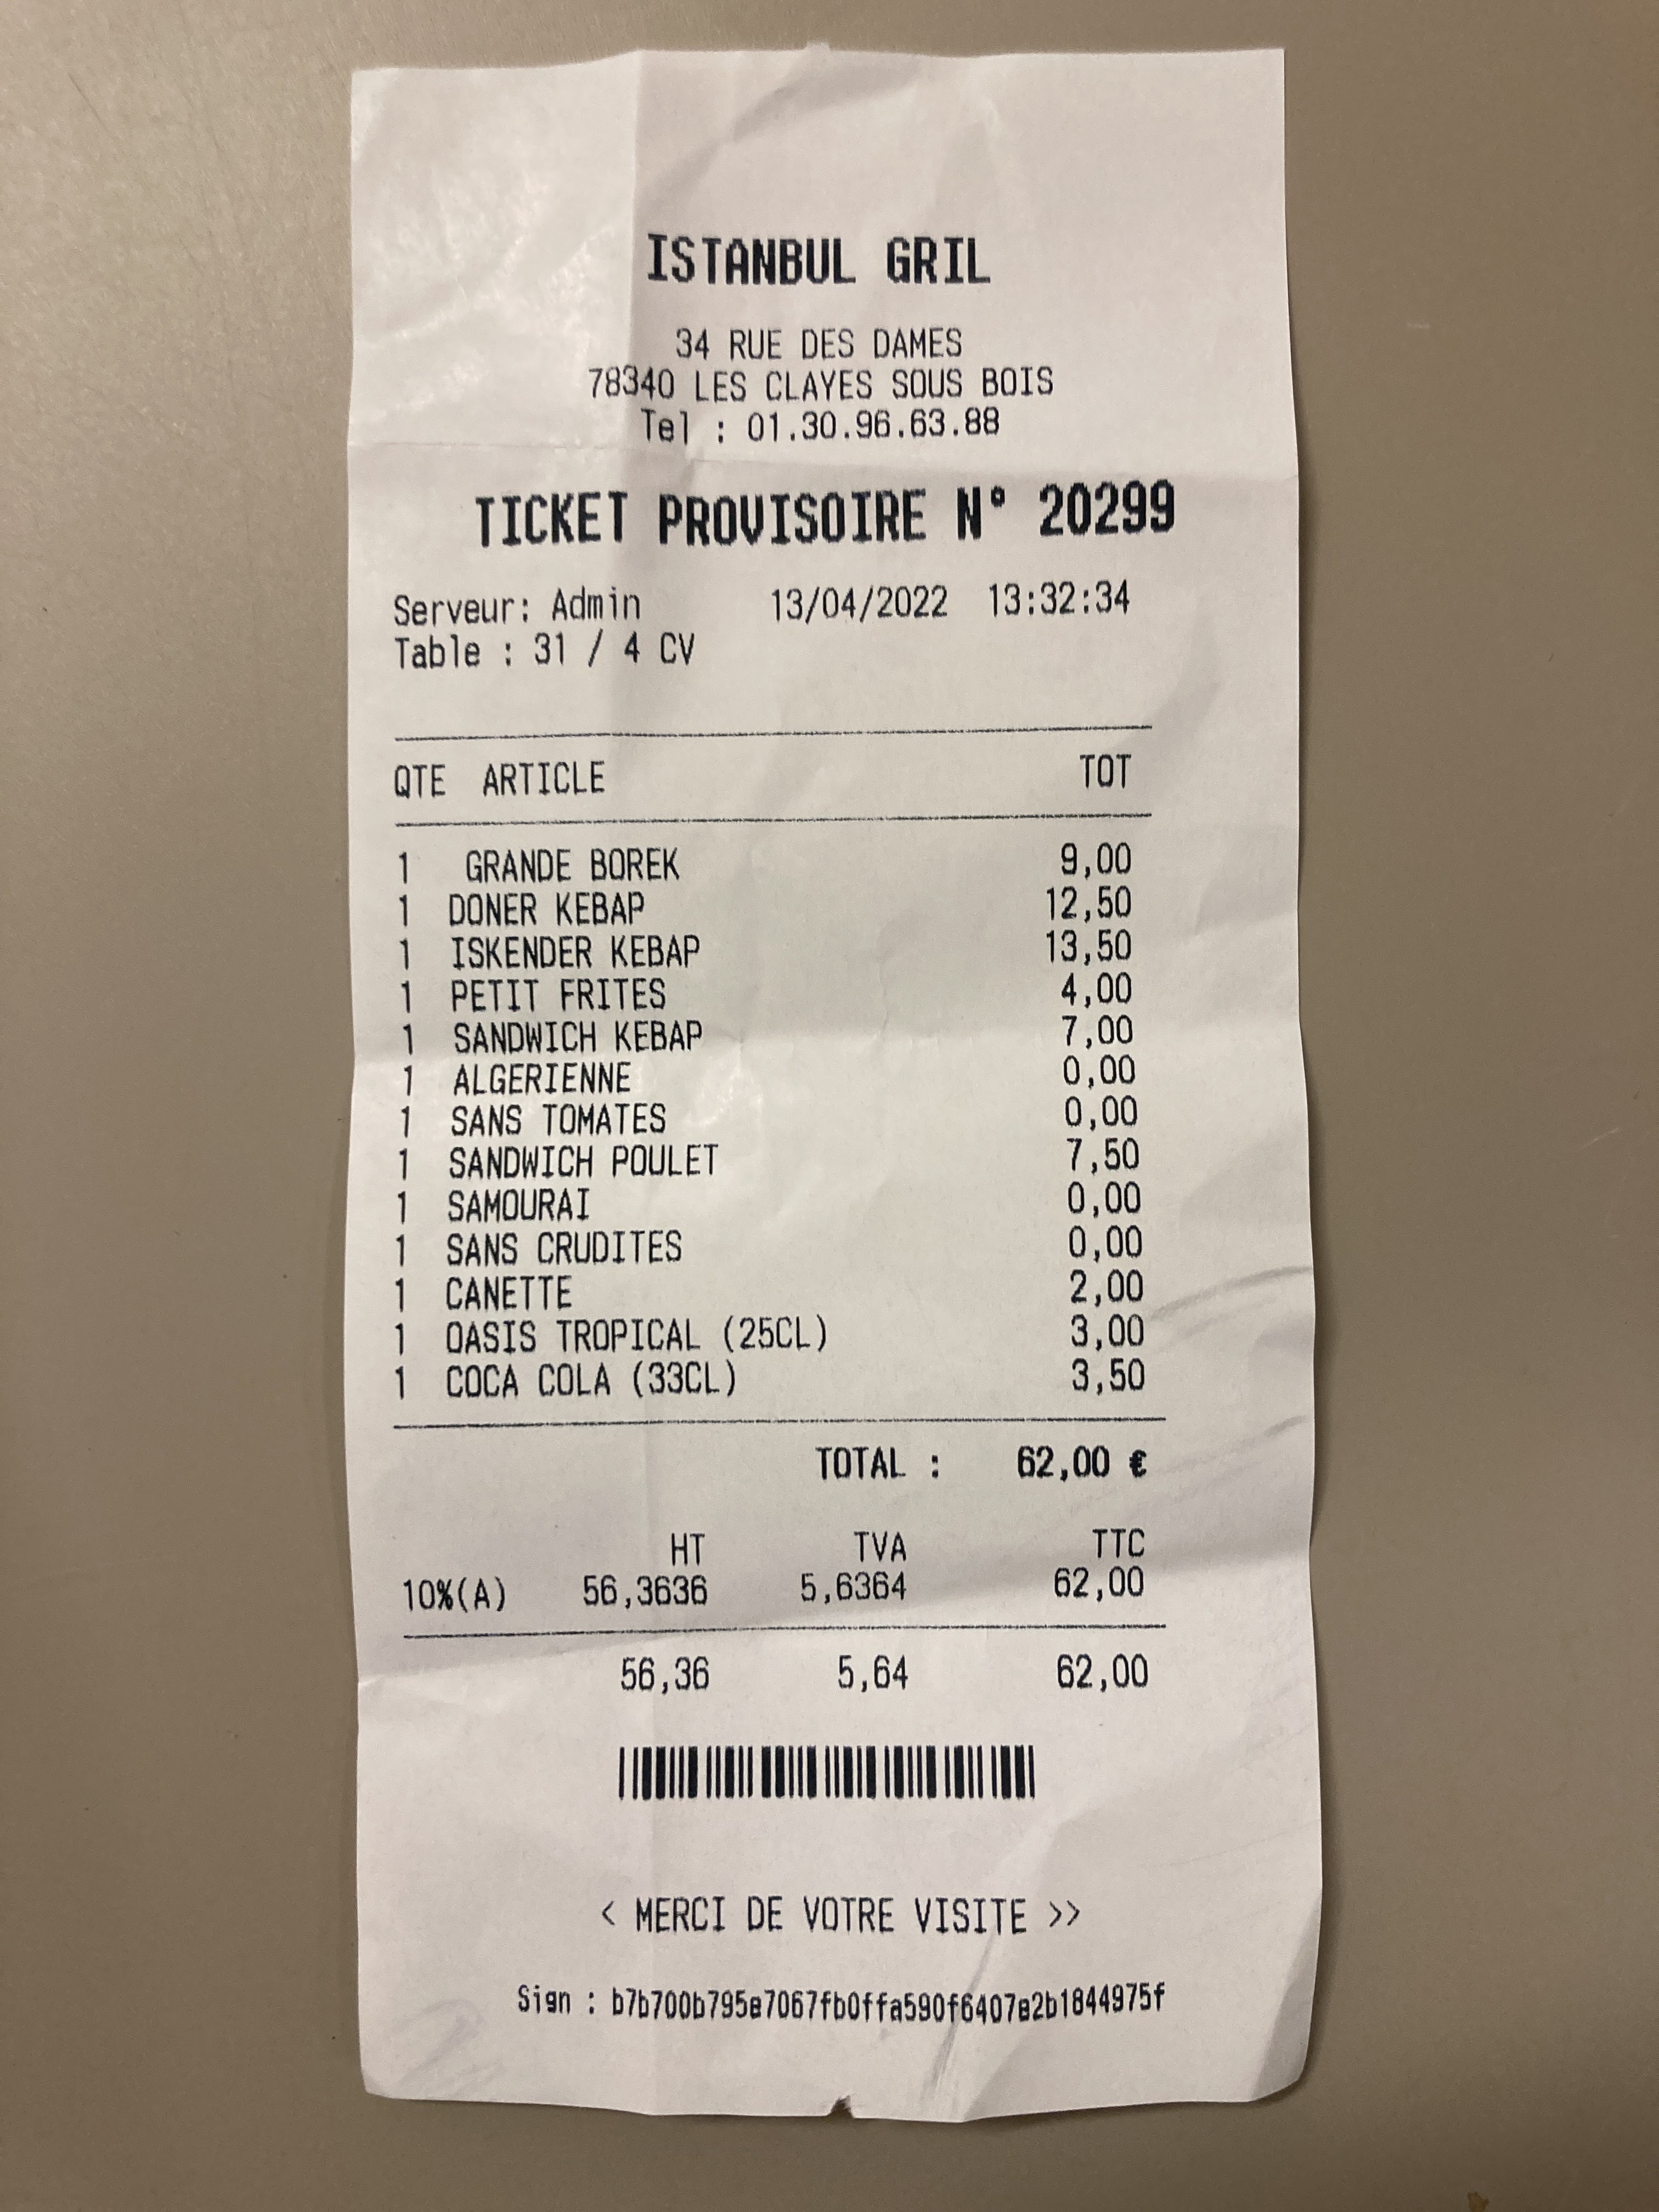 ISTANBUL GRIL
34 RUE DES DAMES
78340 LES CLAYES SOUS BOIS
Tel : 01.30.96.63.88
TICKET PROVISOIRE N° 20299
Serveur: Admin 13/04/2022 13:32:34
Table : 31 / 4 CV
QTE ARTICLE TOT
1 GRANDE BOREK 9,00
1 DONER KEBAP 12,50
1 ISKENDER KEBAP 13,50
1 PETIT FRITES 4,00
1 SANDWICH KEBAP 7,00
1 ALGERIENNE 0,00
1 SANS TOMATES 0,00
1 SANDWICH POULET 7,50
1 SAMOURAI 0,00
1 SANS CRUDITES 0,00
1 CANETTE 2,00
1 OASIS TROPICAL (25CL) 3,00
1 COCA COLA (33CL) 3,50
TOTAL : 62,00 €
HT TVA TTC
10%(A) 56,3636 5,6364 62,00
56,36 5,64 62,00
< MERCI DE VOTRE VISITE >>
Sign : b7b700b795e7067fb0ffa590f6407e2b1844975f